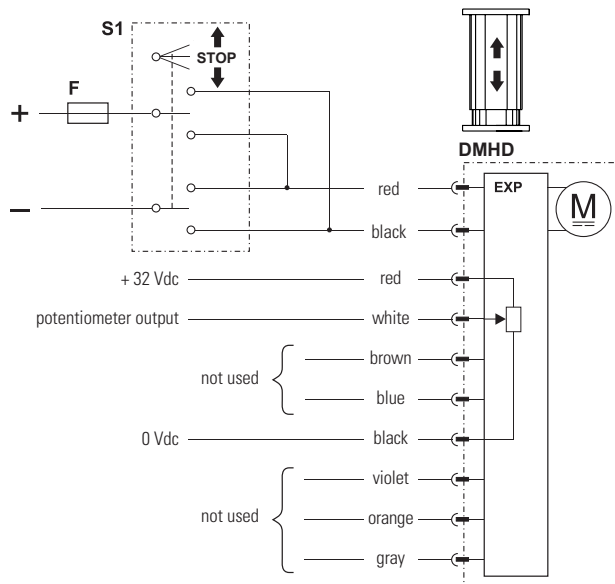 S1
STOP
F
+
–
DMHD
EXP
M
red
black
+ 32 Vdc
red
potentiometer output
white
not used
brown
blue
0 Vdc
black
not used
violet
orange
gray